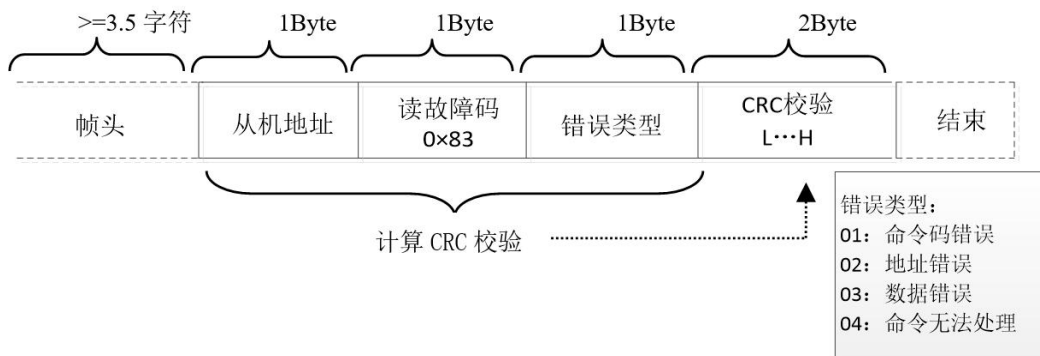 >=3.5 字符 1Byte 1Byte 1Byte 2Byte
帧头 从机地址 读故障码 0×83 错误类型 CRC校验 L···H 结束
计算 CRC 校验
错误类型：
01：命令码错误
02：地址错误
03：数据错误
04：命令无法处理